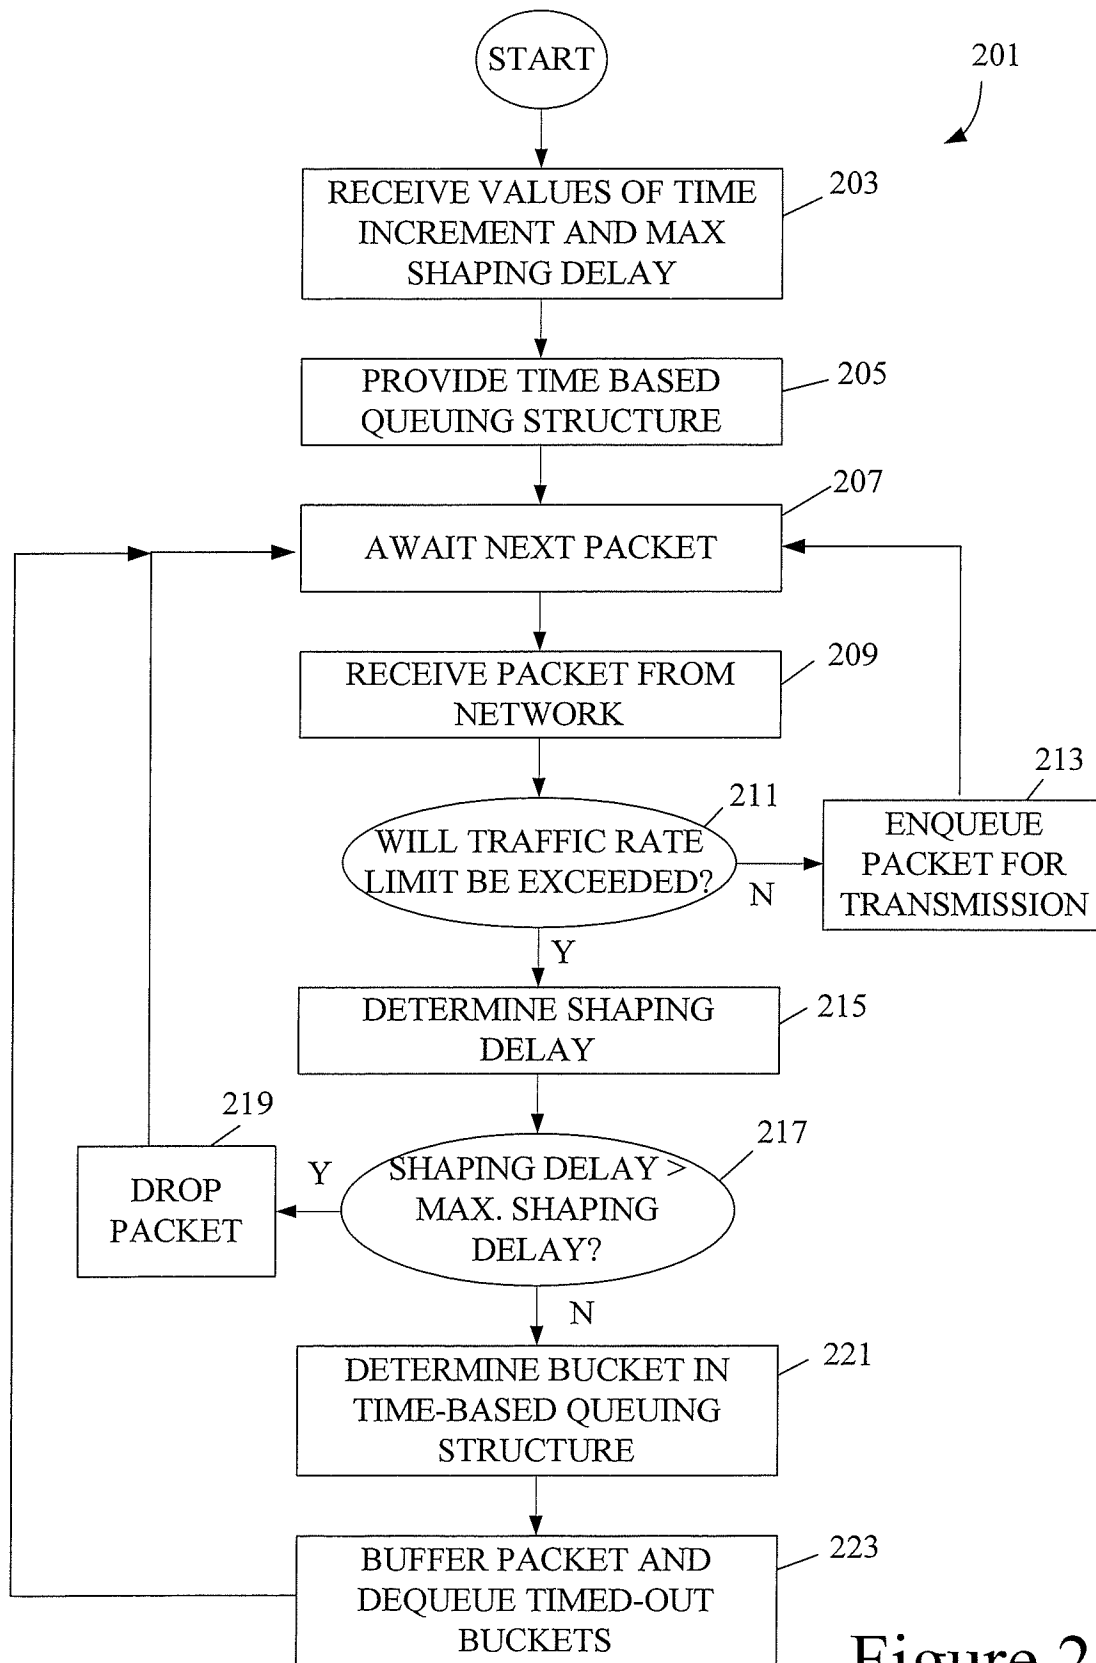 START
201
RECEIVE VALUES OF TIME
INCREMENT AND MAX
SHAPING DELAY
203
PROVIDE TIME BASED
QUEUING STRUCTURE
205
207
AWAIT NEXT PACKET
RECEIVE PACKET FROM
NETWORK
209
211
WILL TRAFFIC RATE
LIMIT BE EXCEEDED?
N
213
ENQUEUE
PACKET FOR
TRANSMISSION
Y
DETERMINE SHAPING
DELAY
215
217
SHAPING DELAY >
MAX. SHAPING
DELAY?
Y
219
DROP
PACKET
N
DETERMINE BUCKET IN
TIME-BASED QUEUING
STRUCTURE
221
BUFFER PACKET AND
DEQUEUE TIMED-OUT
BUCKETS
223
Figure 2